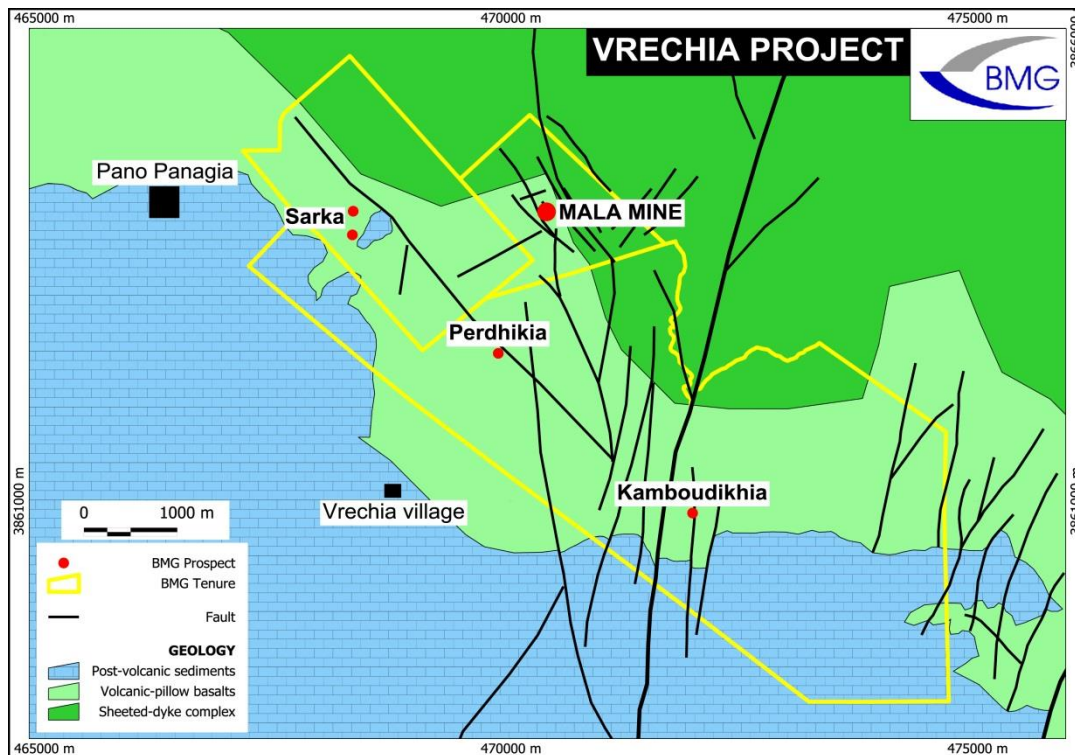 465000 m
470000 m
475000 m
3866000 m
VRECHIA PROJECT
BMG
Pano Panagia
Sarka
MALA MINE
Perdhikia
Kamboudikhia
Vrechia village
3861000 m
3861000 m
0 1000 m
BMG Prospect
BMG Tenure
Fault
GEOLOGY
Post-volcanic sediments
Volcanic-pillow basalts
Sheeted-dyke complex
465000 m
470000 m
475000 m